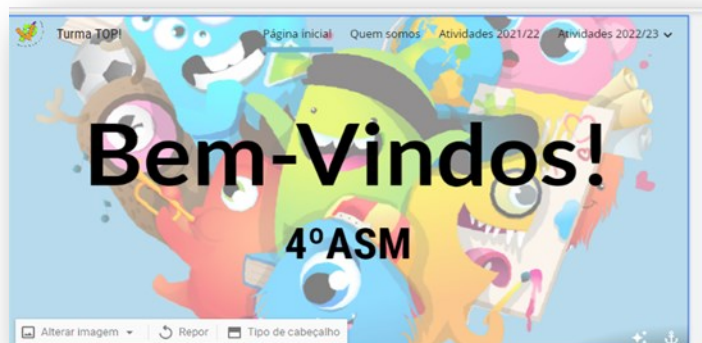 Turma TOP!
Página inicial Quem somos Atividades 2021/22 Atividades 2022/23
Bem-Vindos!
4ºASM
Alterar imagem Repor Tipo de cabeçalho